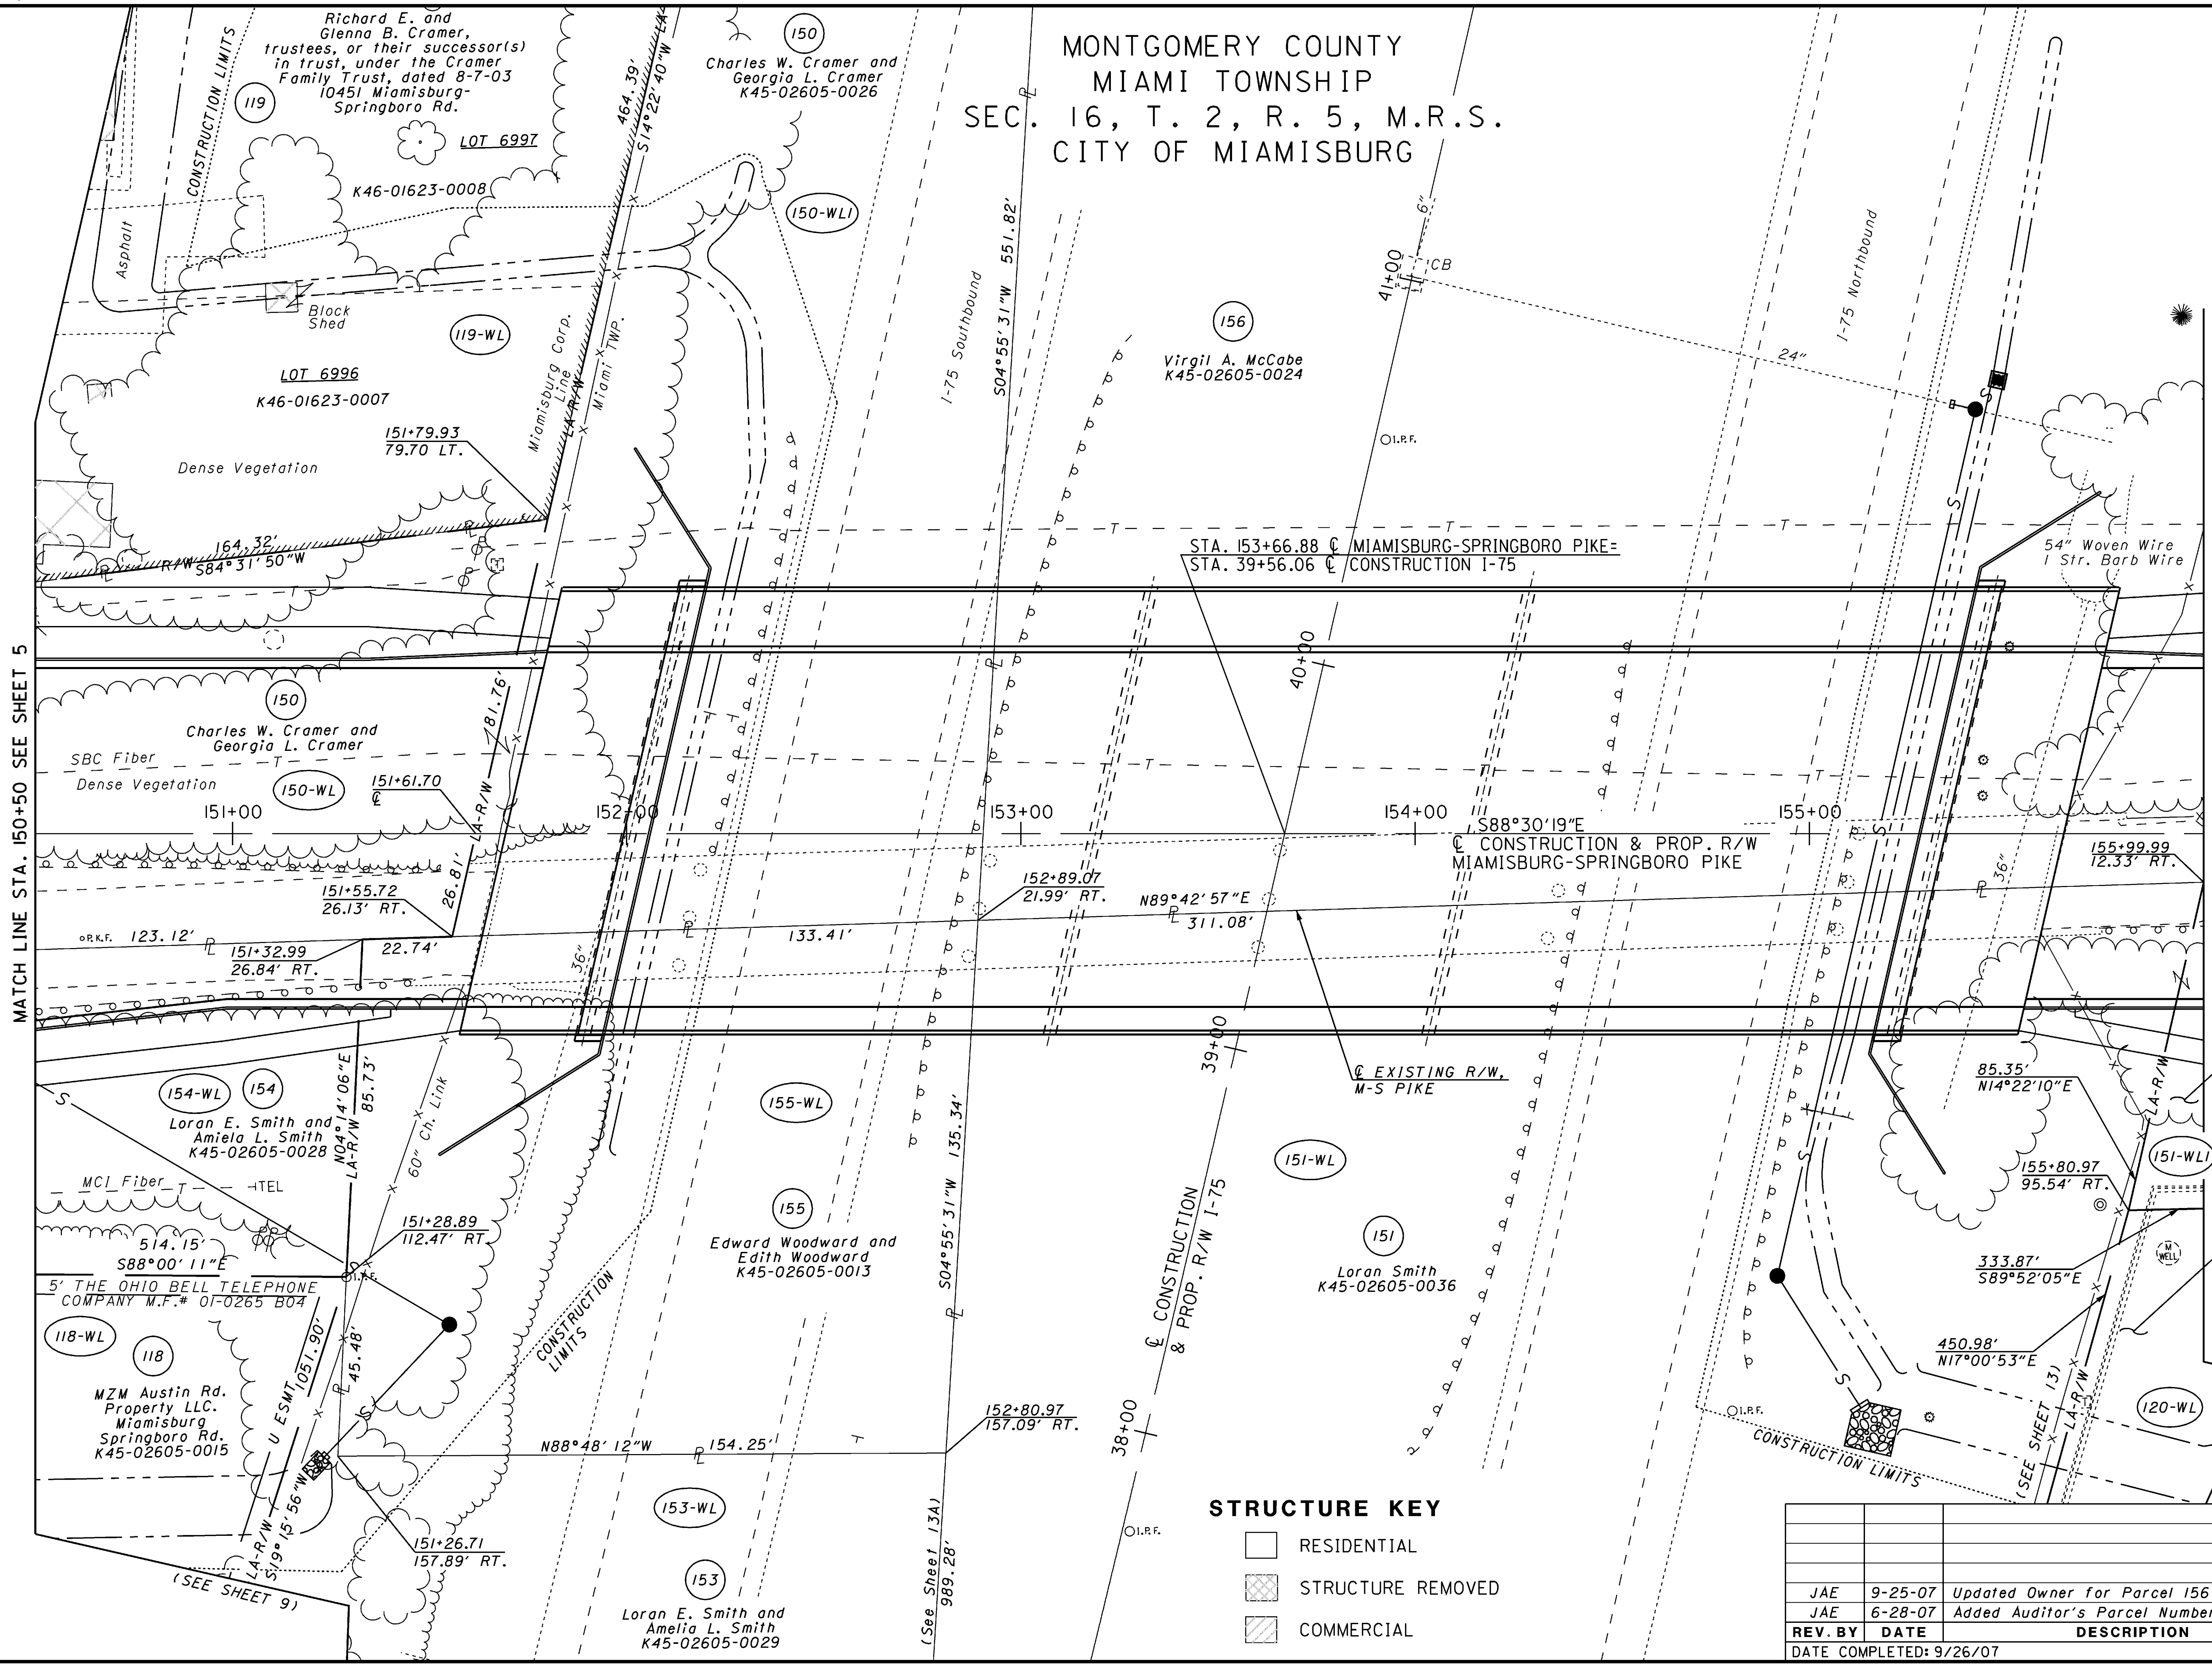 MONTGOMERY COUNTY
MIAMI TOWNSHIP
SEC. 16, T. 2, R. 5, M.R.S.
CITY OF MIAMISBURG
Richard E. and
Glenna B. Cramer,
trustees, or their successor(s)
in trust, under the Cramer
Family Trust, dated 8-7-03
10451 Miamisburg-
Springboro Rd.
119
LOT 6997
K46-01623-0008
CONSTRUCTION LIMITS
Asphalt
Block
Shed
119-WL
LOT 6996
K46-01623-0007
151+79.93
79.70 LT.
Dense Vegetation
464.39'
S14°22'40"W
LA
Miamisburg Corp.
Line
LA-R/W
Miami TWP.
150
Charles W. Cramer and
Georgia L. Cramer
K45-02605-0026
150-WL1
I-75 Southbound
S04°55'31"W 551.82'
156
Virgil A. McCabe
K45-02605-0024
6"
41+00
CB
I.P.F.
24"
I-75 Northbound
S
S
T
T
T
164.32'
R/W
S84°31'50"W
T
T
STA. 153+66.88 ℄ MIAMISBURG-SPRINGBORO PIKE=
STA. 39+56.06 ℄ CONSTRUCTION I-75
54" Woven Wire
1 Str. Barb Wire
MATCH LINE STA. 150+50 SEE SHEET 5
40+00
150
Charles W. Cramer and
Georgia L. Cramer
781.76'
SBC Fiber
Dense Vegetation
150-WL
T
T
T
T
151+61.70
℄
LA-R/W
151+00
152+00
153+00
154+00
155+00
S88°30'19"E
℄ CONSTRUCTION & PROP. R/W
MIAMISBURG-SPRINGBORO PIKE
155+99.99
12.33' RT.
151+55.72
26.13' RT.
26.81'
152+89.07
21.99' RT.
N89°42'57"E
311.08'
36"
P.K.F.
123.12'
151+32.99
26.84' RT.
22.74'
133.41'
36"
39+00
℄ EXISTING R/W,
M-S PIKE
154-WL
154
Loran E. Smith and
Amiela L. Smith
K45-02605-0028
N04°14'06"E
LA-R/W 85.73'
60" Ch. Link
S
MCI Fiber
T
TEL
151+28.89
112.47' RT.
514.15'
S88°00'11"E
I.P.F.
5' THE OHIO BELL TELEPHONE
COMPANY M.F.# 01-0265 B04
118-WL
118
MZM Austin Rd.
Property LLC.
Miamisburg
Springboro Rd.
K45-02605-0015
1051.90'
45.48'
U ESMT
LA-R/W
S19°15'56"W
S
151+26.71
157.89' RT.
(SEE SHEET 9)
155-WL
155
Edward Woodward and
Edith Woodward
K45-02605-0013
CONSTRUCTION
LIMITS
S04°55'31"W 135.34'
N88°48'12"W
154.25'
152+80.97
157.09' RT.
153-WL
153
Loran E. Smith and
Amelia L. Smith
K45-02605-0029
(See Sheet 13A)
989.28'
℄ CONSTRUCTION
& PROP. R/W I-75
38+00
I.P.F.
151-WL
151
Loran Smith
K45-02605-0036
S
S
S
85.35'
N14°22'10"E
LA-R/W
151-WL1
155+80.97
95.54' RT.
M
WELL
333.87'
S89°52'05"E
450.98'
N17°00'53"E
I.P.F.
CONSTRUCTION LIMITS
(SEE SHEET 13)
LA-R/W
120-WL
STRUCTURE KEY
RESIDENTIAL
STRUCTURE REMOVED
COMMERCIAL
JAE 9-25-07 Updated Owner for Parcel 156
JAE 6-28-07 Added Auditor's Parcel Number
REV. BY DATE DESCRIPTION
DATE COMPLETED: 9/26/07